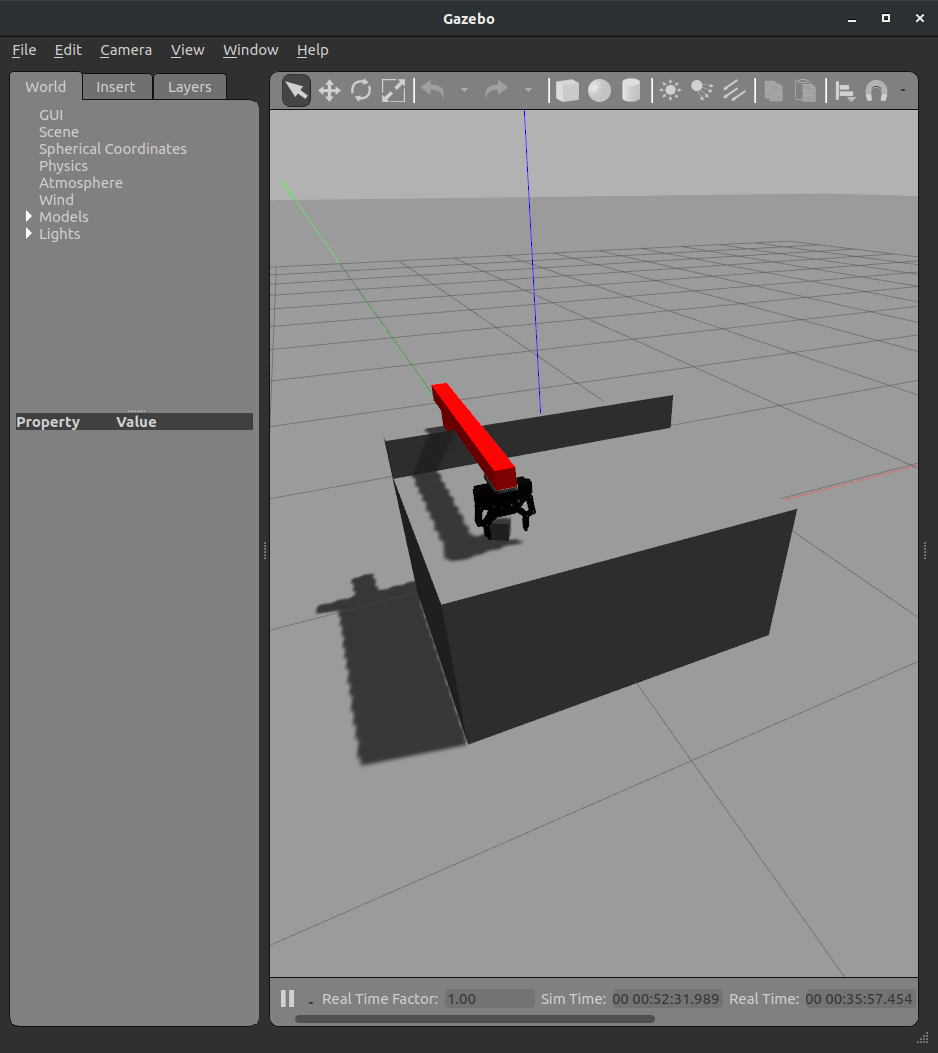 Gazebo
File Edit Camera View Window Help
World Insert Layers
GUI
Scene
Spherical Coordinates
Physics
Atmosphere
Wind
Models
Lights
Property Value
Real Time Factor: 1.00 Sim Time: 00 00:52:31.989 Real Time: 00 00:35:57.454